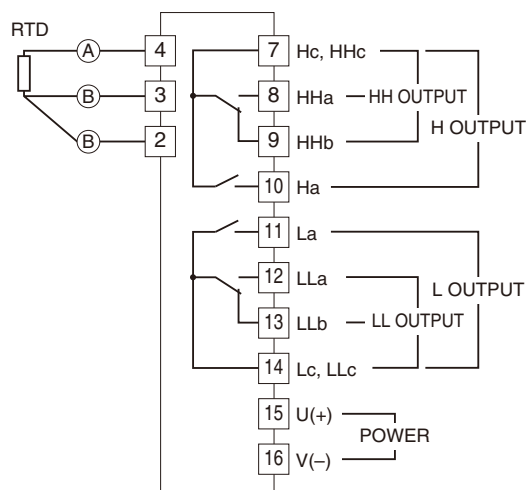 RTD
A 4 7 Hc, HHc
B 3 8 HHa HH OUTPUT
H OUTPUT
B 2 9 HHb
10 Ha
11 La
12 LLa
L OUTPUT
13 LLb LL OUTPUT
14 Lc, LLc
15 U(+)
POWER
16 V(–)